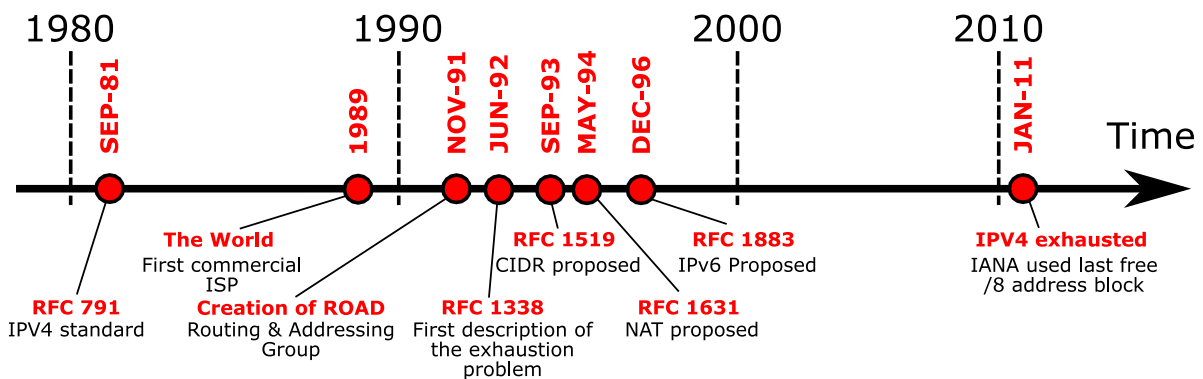 1980
1990
2000
2010
SEP-81
1989
NOV-91
JUN-92
SEP-93
MAY-94
DEC-96
JAN-11
Time
RFC 791
IPV4 standard
The World
First commercial
ISP
Creation of ROAD
Routing & Addressing
Group
RFC 1338
First description of
the exhaustion
problem
RFC 1519
CIDR proposed
RFC 1631
NAT proposed
RFC 1883
IPv6 Proposed
IPV4 exhausted
IANA used last free
/8 address block